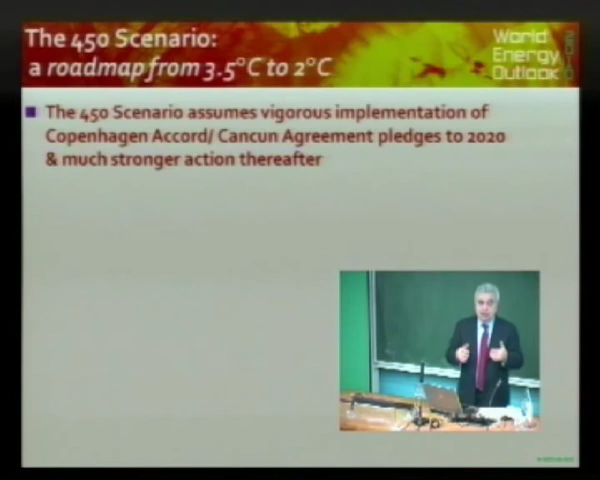 The 450 Scenario:
a roadmap from 3.5°C to 2°C
World
Energy
Outlook
2010
The 450 Scenario assumes vigorous implementation of
Copenhagen Accord/ Cancun Agreement pledges to 2020
& much stronger action thereafter